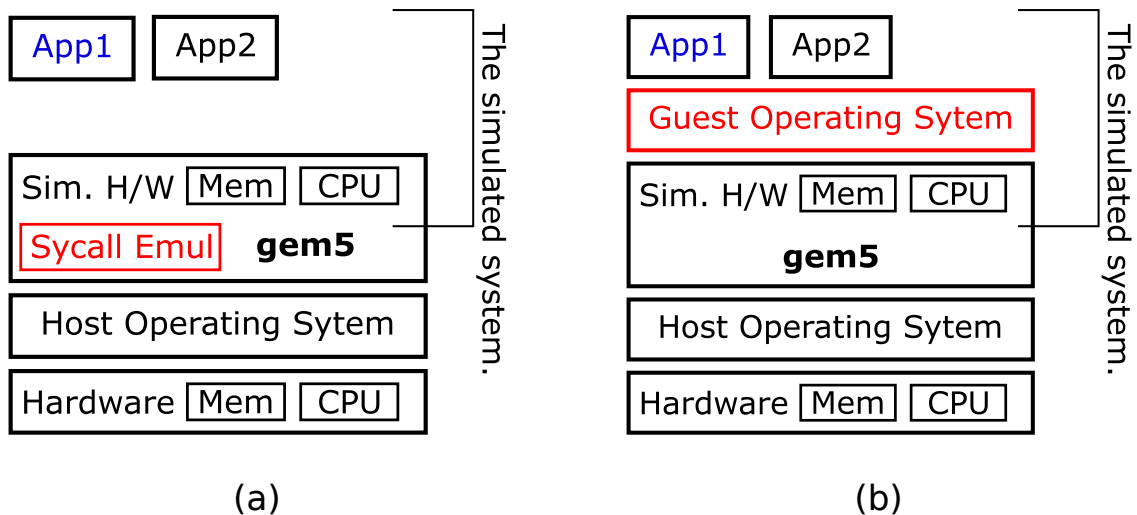 App1 App2
The simulated system.
Sim. H/W Mem CPU
Sycall Emul gem5
Host Operating Sytem
Hardware Mem CPU
(a)
App1 App2
Guest Operating Sytem
The simulated system.
Sim. H/W Mem CPU
gem5
Host Operating Sytem
Hardware Mem CPU
(b)